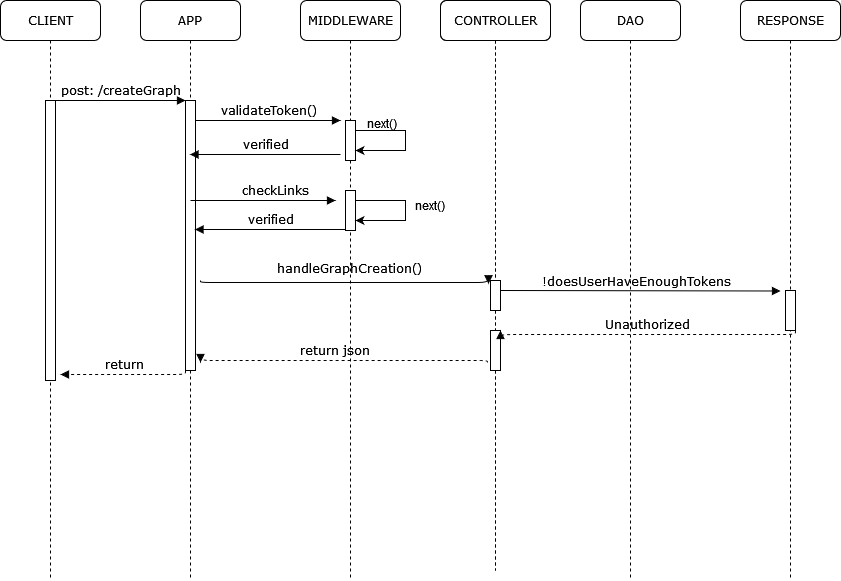 CLIENT
APP
MIDDLEWARE
CONTROLLER
DAO
RESPONSE
post: /createGraph
validateToken()
next()
verified
checkLinks
next()
verified
handleGraphCreation()
!doesUserHaveEnoughTokens
Unauthorized
return json
return